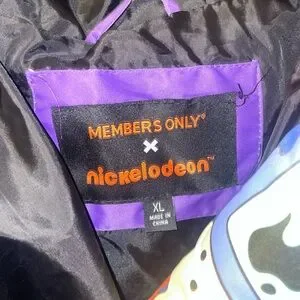 MEMBERS ONLY®
×
nickelodeon™
XL
MADE IN
CHINA